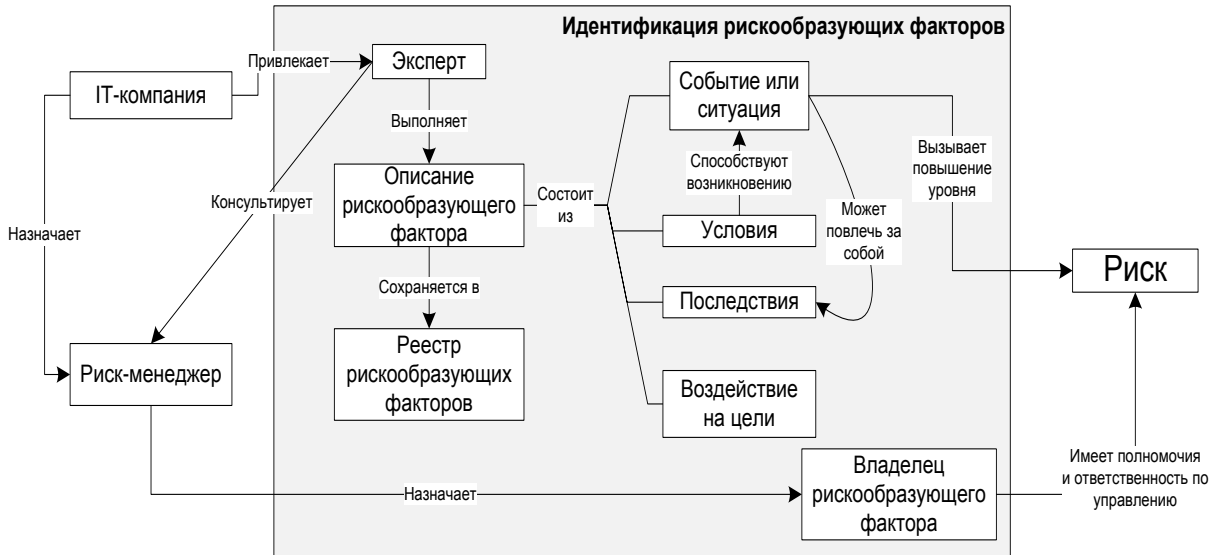 Идентификация рискообразующих факторов
Привлекает
Эксперт
IT-компания
Событие или
ситуация
Выполняет
Вызывает
повышение
уровня
Способствуют
возникновению
Описание
рискообразующего
фактора
Состоит
из
Консультирует
Назначает
Условия
Может
повлечь за
собой
Риск
Сохраняется в
Последствия
Реестр
рискообразующих
факторов
Риск-менеджер
Воздействие
на цели
Владелец
рискообразующего
фактора
Имеет полномочия
и ответственность по
управлению
Назначает